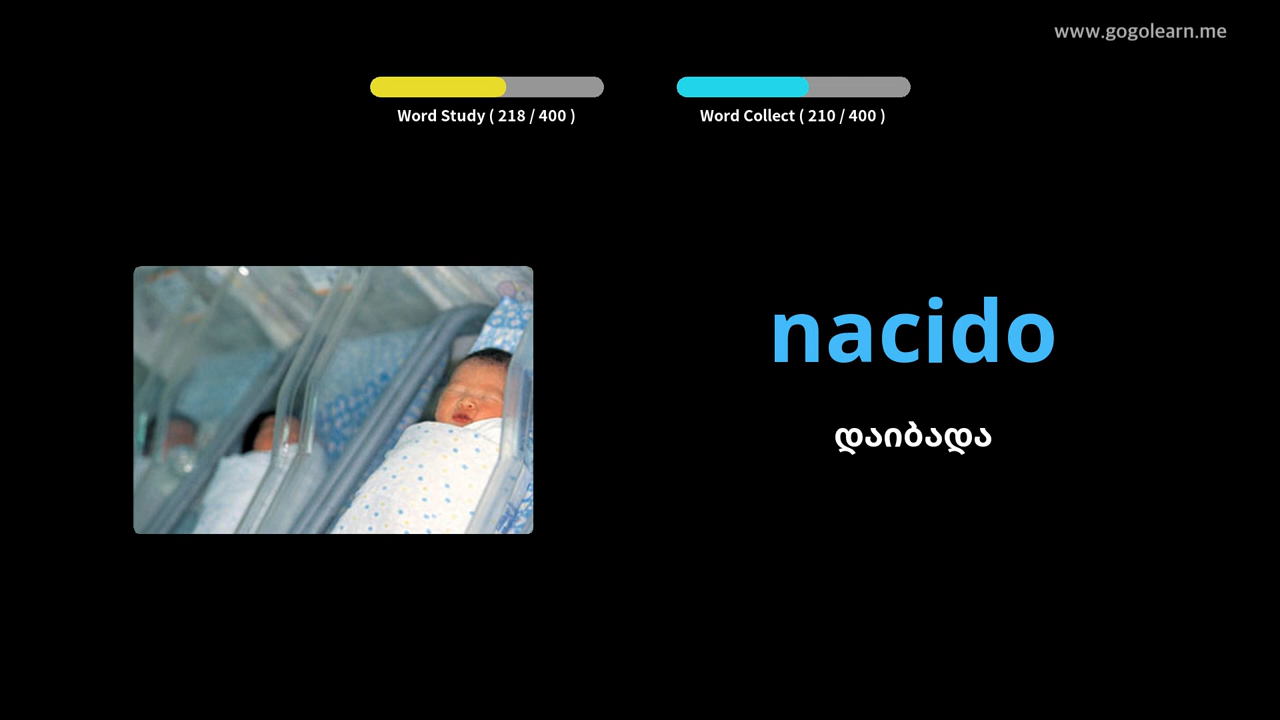 www.gogolearn.me
Word Study ( 218 / 400 )
Word Collect ( 210 / 400 )
nacido
დაიბადა